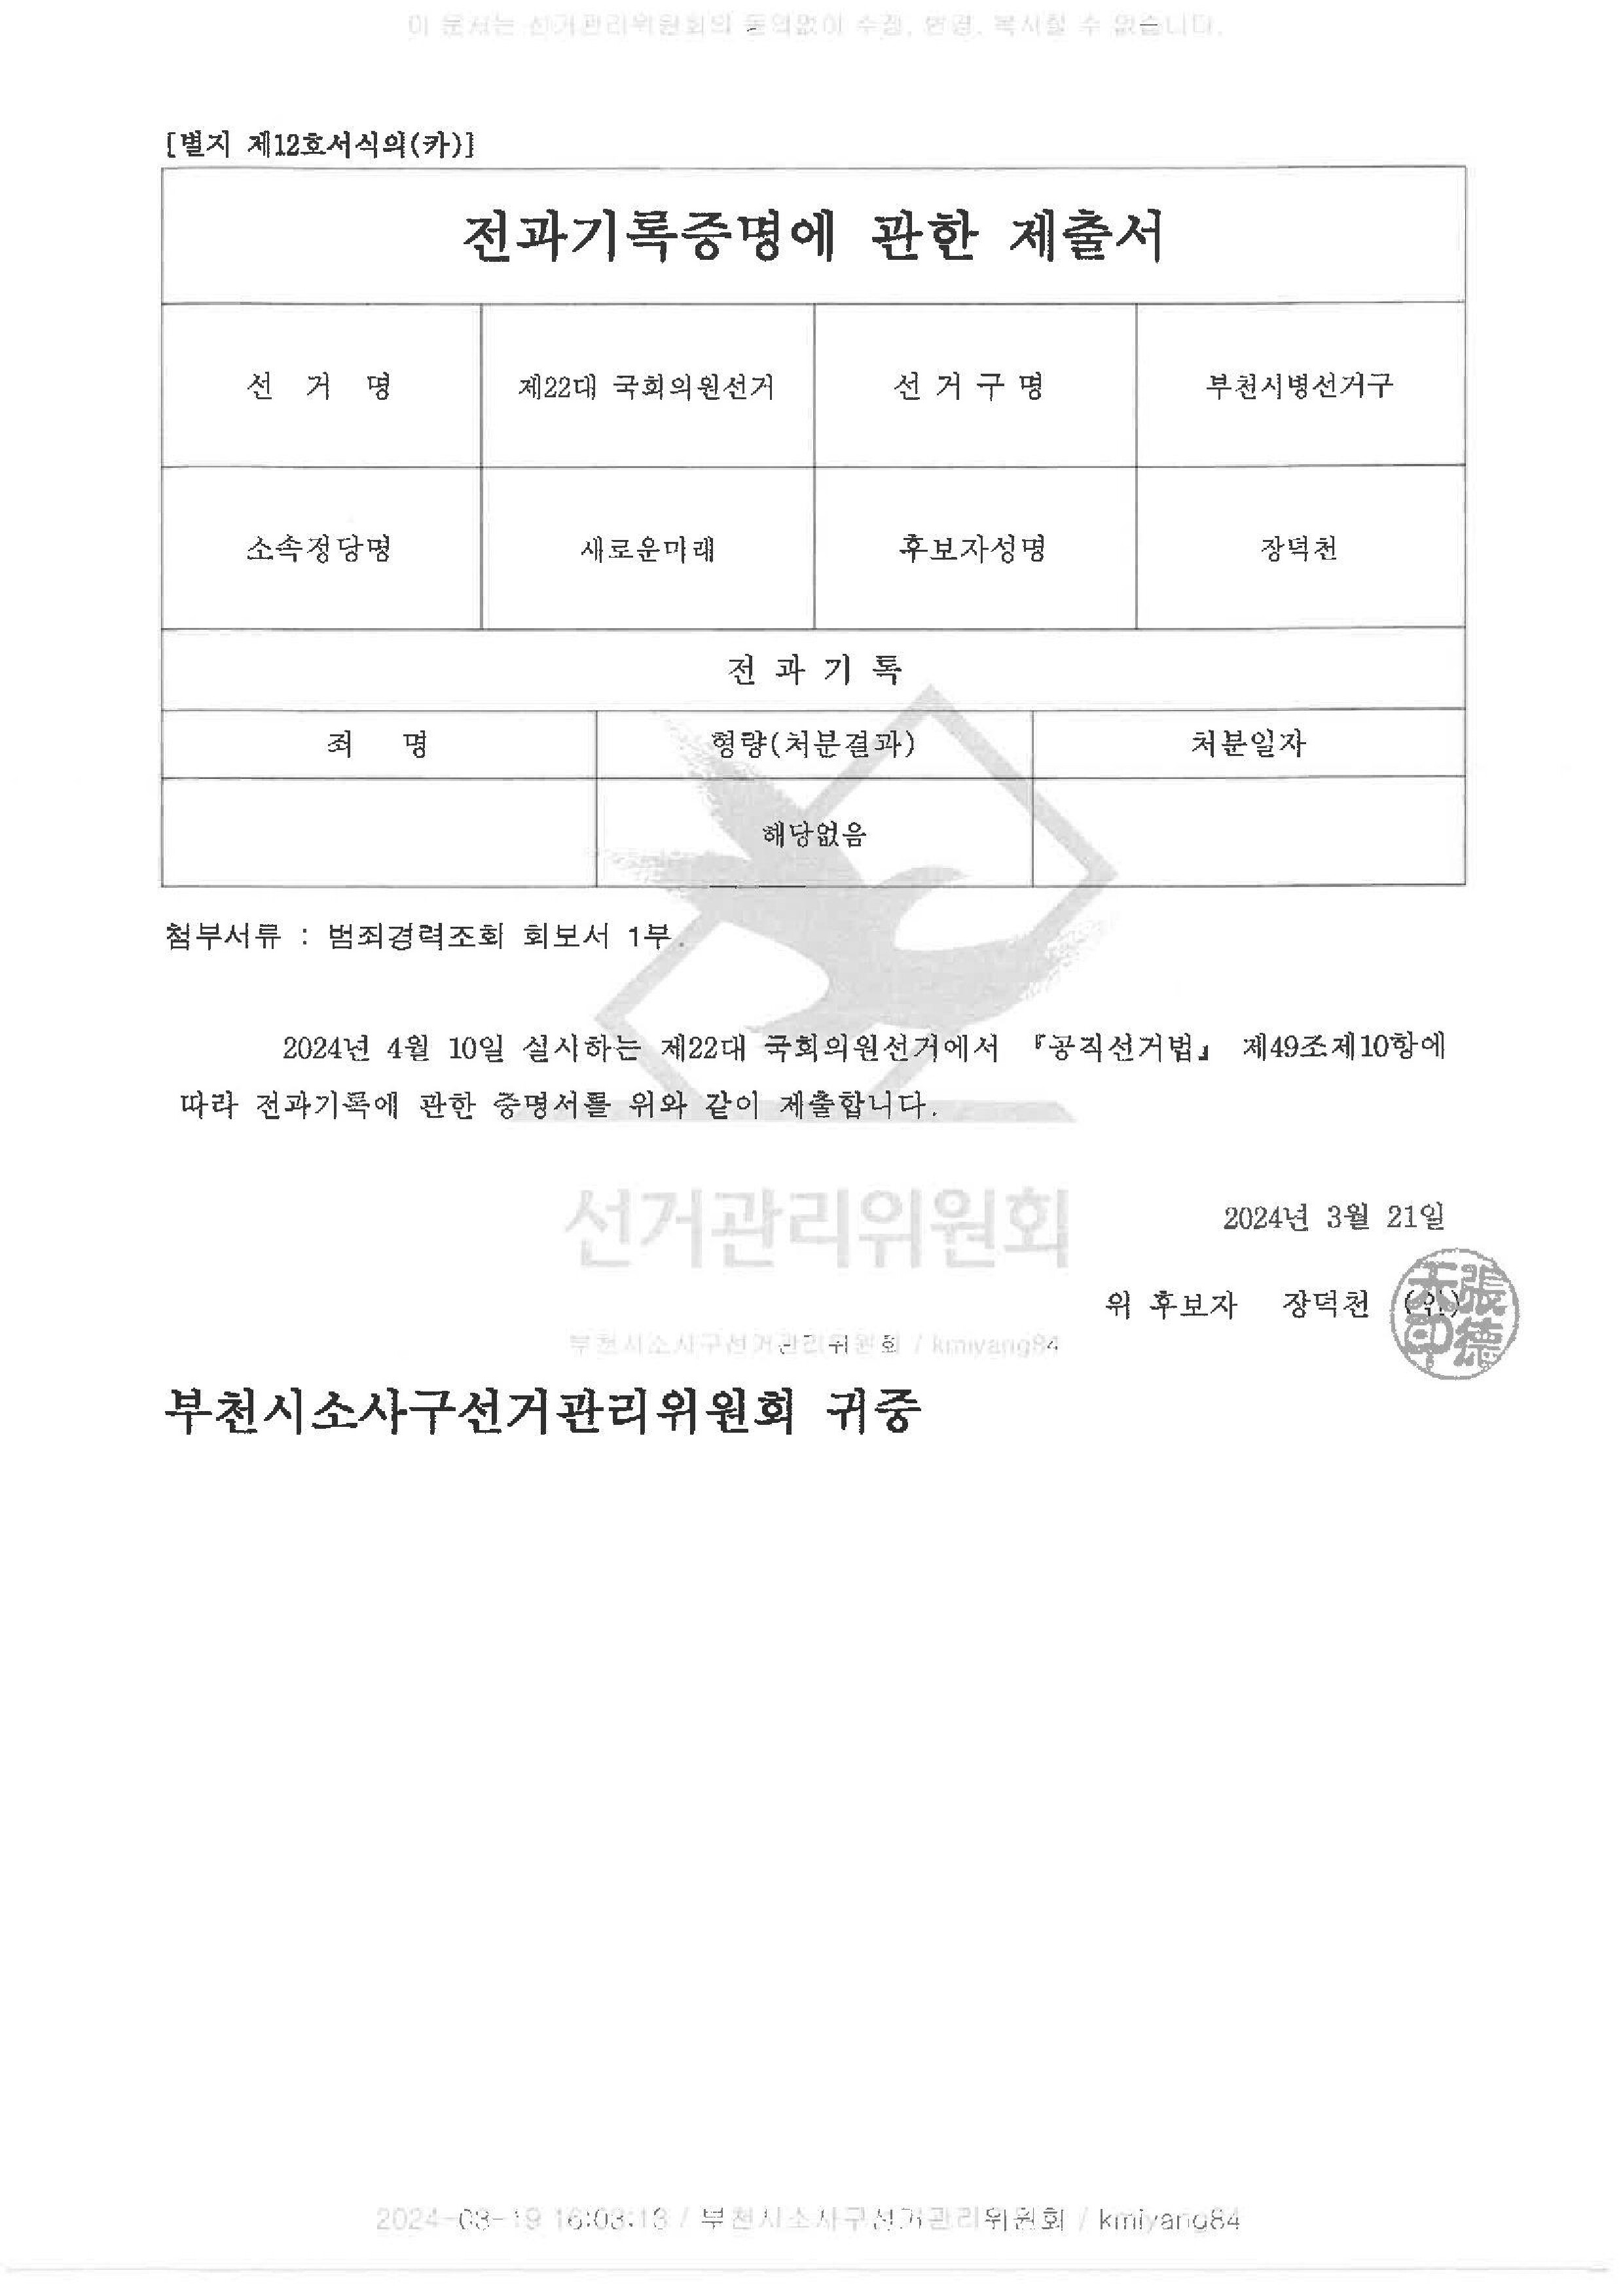 이 문서는 선거관리위원회의 동의없이 수정, 변경, 복사할 수 없습니다.
[별지 제12호서식의(카)]
전과기록증명에 관한 제출서
선 거 명 제22대 국회의원선거 선 거 구 명 부천시병선거구
소속정당명 새로운미래 후보자성명 장덕천
전 과 기 록
죄 명 형량(처분결과) 처분일자
해당없음
첨부서류 : 범죄경력조회 회보서 1부.
2024년 4월 10일 실시하는 제22대 국회의원선거에서 『공직선거법』 제49조제10항에
따라 전과기록에 관한 증명서를 위와 같이 제출합니다.
선거관리위원회
2024년 3월 21일
위 후보자 장덕천 (인)
張德天印
부천시소사구선거관리위원회 / kmiyang84
부천시소사구선거관리위원회 귀중
2024-03-19 16:03:13 / 부천시소사구선거관리위원회 / kmiyang84